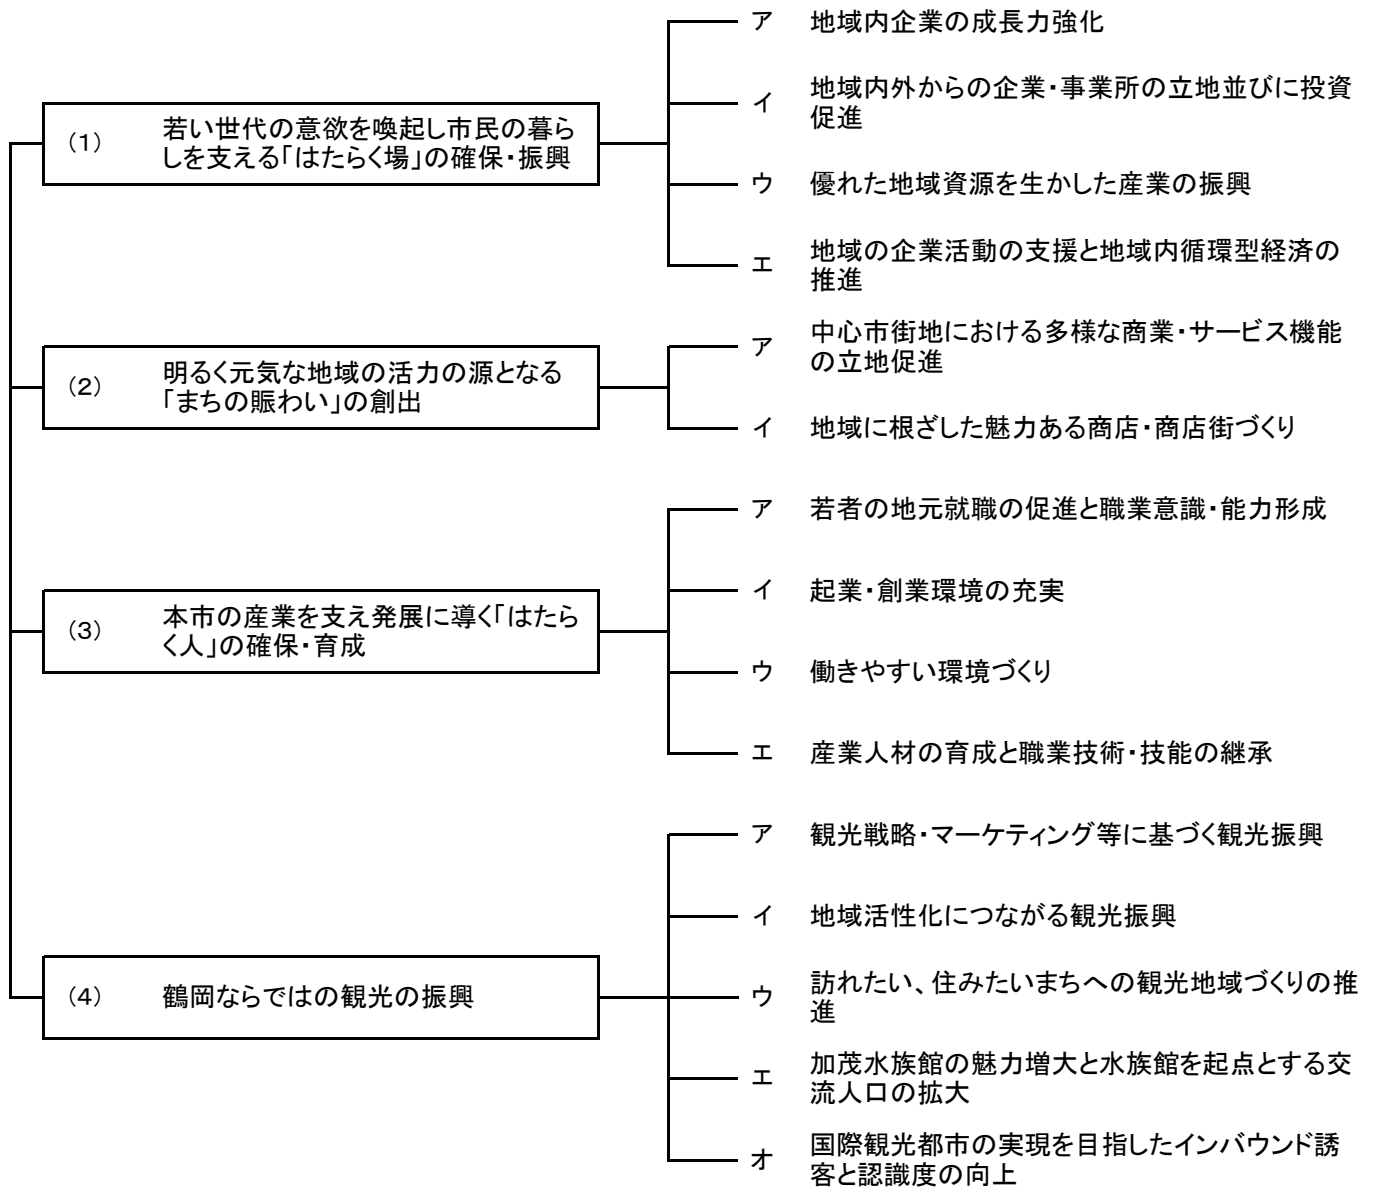 (1) 若い世代の意欲を喚起し市民の暮ら
しを支える「はたらく場」の確保・振興
ア 地域内企業の成長力強化
イ 地域内外からの企業・事業所の立地並びに投資
促進
ウ 優れた地域資源を生かした産業の振興
エ 地域の企業活動の支援と地域内循環型経済の
推進
(2) 明るく元気な地域の活力の源となる
「まちの賑わい」の創出
ア 中心市街地における多様な商業・サービス機能
の立地促進
イ 地域に根ざした魅力ある商店・商店街づくり
(3) 本市の産業を支え発展に導く「はたら
く人」の確保・育成
ア 若者の地元就職の促進と職業意識・能力形成
イ 起業・創業環境の充実
ウ 働きやすい環境づくり
エ 産業人材の育成と職業技術・技能の継承
(4) 鶴岡ならではの観光の振興
ア 観光戦略・マーケティング等に基づく観光振興
イ 地域活性化につながる観光振興
ウ 訪れたい、住みたいまちへの観光地域づくりの推
進
エ 加茂水族館の魅力増大と水族館を起点とする交
流人口の拡大
オ 国際観光都市の実現を目指したインバウンド誘
客と認識度の向上